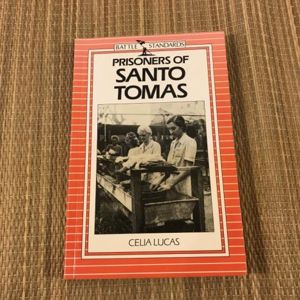 BATTLE STANDARDS
PRISONERS OF
SANTO
TOMAS
CELIA LUCAS